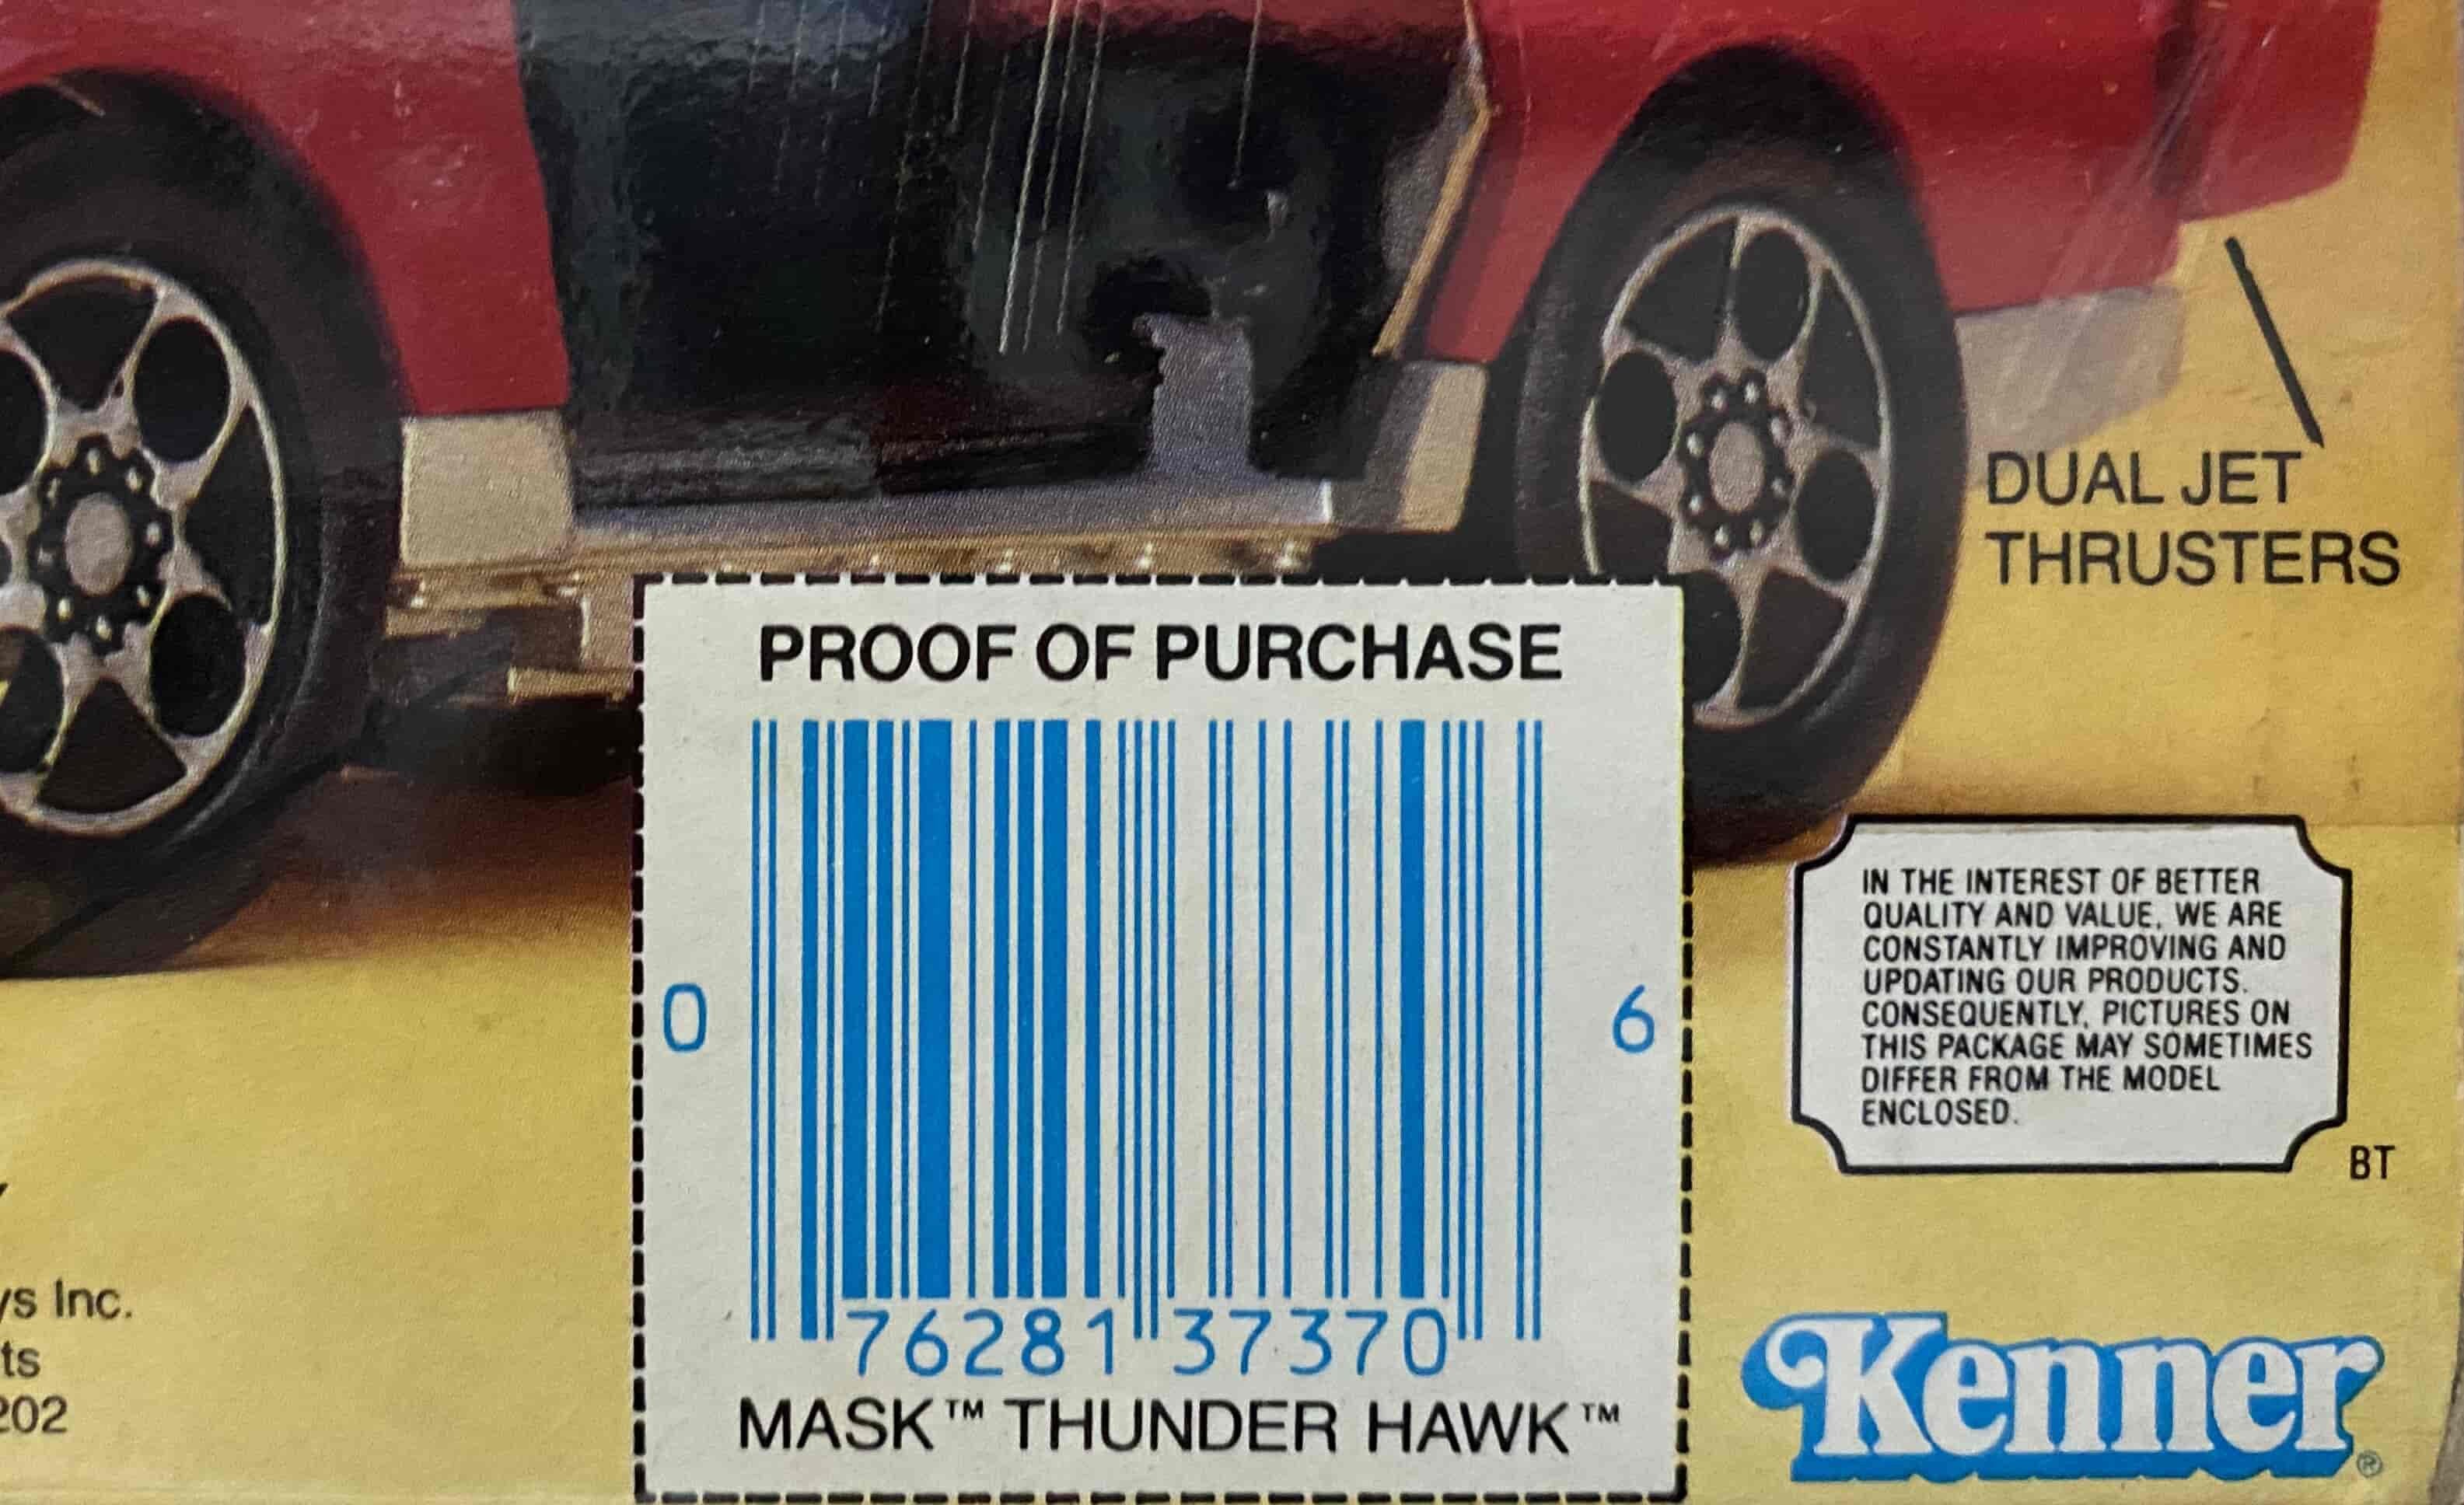 DUAL JET
THRUSTERS
PROOF OF PURCHASE
0 6
76281 37370
MASK™ THUNDER HAWK™
IN THE INTEREST OF BETTER
QUALITY AND VALUE, WE ARE
CONSTANTLY IMPROVING AND
UPDATING OUR PRODUCTS.
CONSEQUENTLY, PICTURES ON
THIS PACKAGE MAY SOMETIMES
DIFFER FROM THE MODEL
ENCLOSED.
BT
Inc.
202
Kenner®